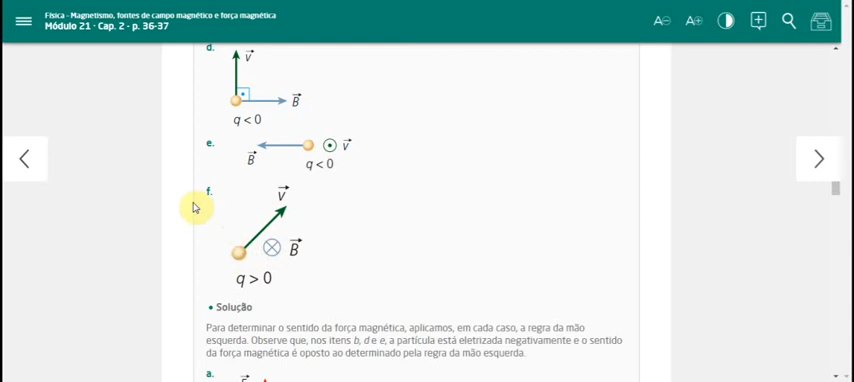 Física - Magnetismo, fontes de campo magnético e força magnética
Módulo 21 - Cap. 2 - p. 36-37
A⊖ A⊕
d.
V
B
q < 0
e.
B
V
q < 0
f.
V
B
q > 0
• Solução
Para determinar o sentido da força magnética, aplicamos, em cada caso, a regra da mão
esquerda. Observe que, nos itens b, d e e, a partícula está eletrizada negativamente e o sentido
da força magnética é oposto ao determinado pela regra da mão esquerda.
a.
F